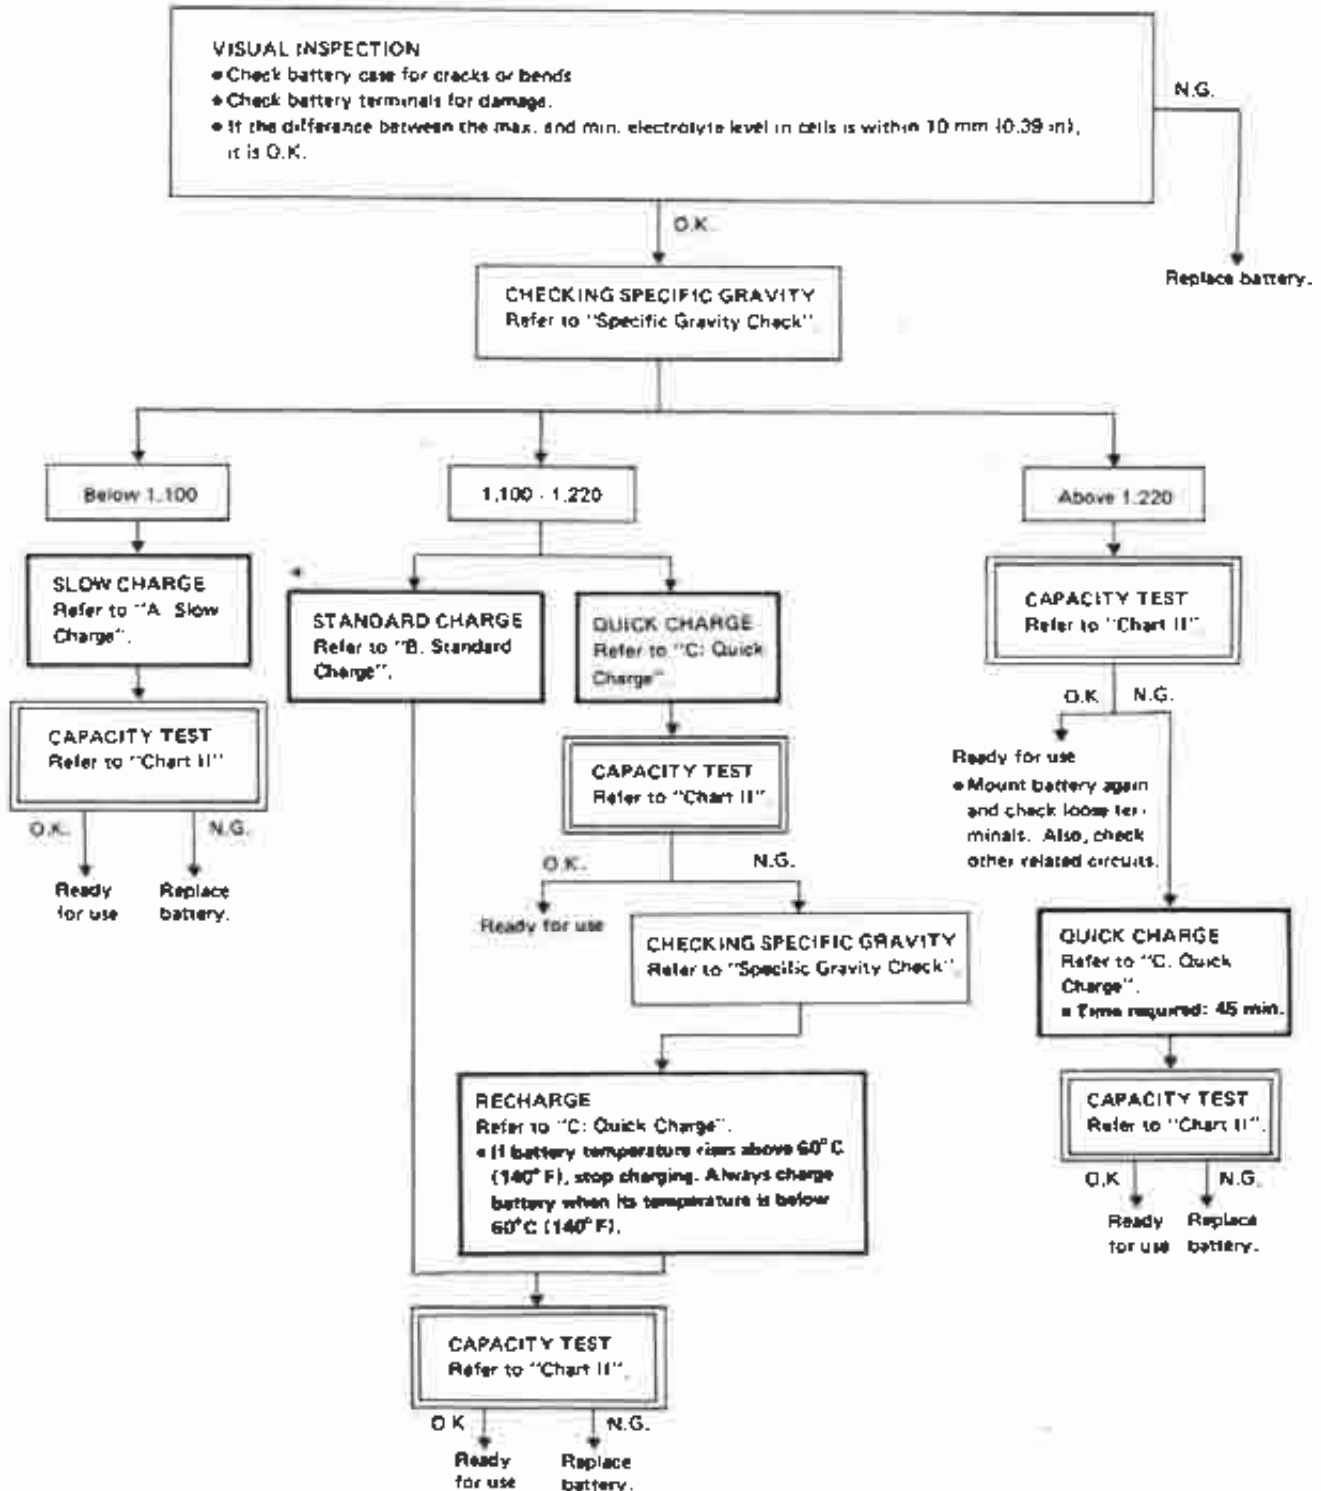 VISUAL INSPECTION
• Check battery case for cracks or bends
• Check battery terminals for damage.
• If the difference between the max. and min. electrolyte level in cells is within 10 mm (0.39 in),
it is O.K.
N.G.
Replace battery.
O.K.
CHECKING SPECIFIC GRAVITY
Refer to "Specific Gravity Check".
Below 1.100
1.100 - 1.220
Above 1.220
SLOW CHARGE
Refer to "A. Slow
Charge".
STANDARD CHARGE
Refer to "B. Standard
Charge".
QUICK CHARGE
Refer to "C: Quick
Charge".
CAPACITY TEST
Refer to "Chart II"
CAPACITY TEST
Refer to "Chart II"
O.K.
N.G.
Ready
for use
Replace
battery.
CAPACITY TEST
Refer to "Chart II".
O.K.
N.G.
Ready for use
O.K
N.G.
Ready for use
• Mount battery again
and check loose ter-
minals. Also, check
other related circuits.
CHECKING SPECIFIC GRAVITY
Refer to "Specific Gravity Check".
QUICK CHARGE
Refer to "C. Quick
Charge".
• Time required: 45 min.
RECHARGE
Refer to "C: Quick Charge".
• If battery temperature rises above 60°C
(140°F), stop charging. Always charge
battery when its temperature is below
60°C (140°F).
CAPACITY TEST
Refer to "Chart II".
O.K
N.G.
Ready
for use
Replace
battery.
CAPACITY TEST
Refer to "Chart II".
O.K
N.G.
Ready
for use
Replace
battery.